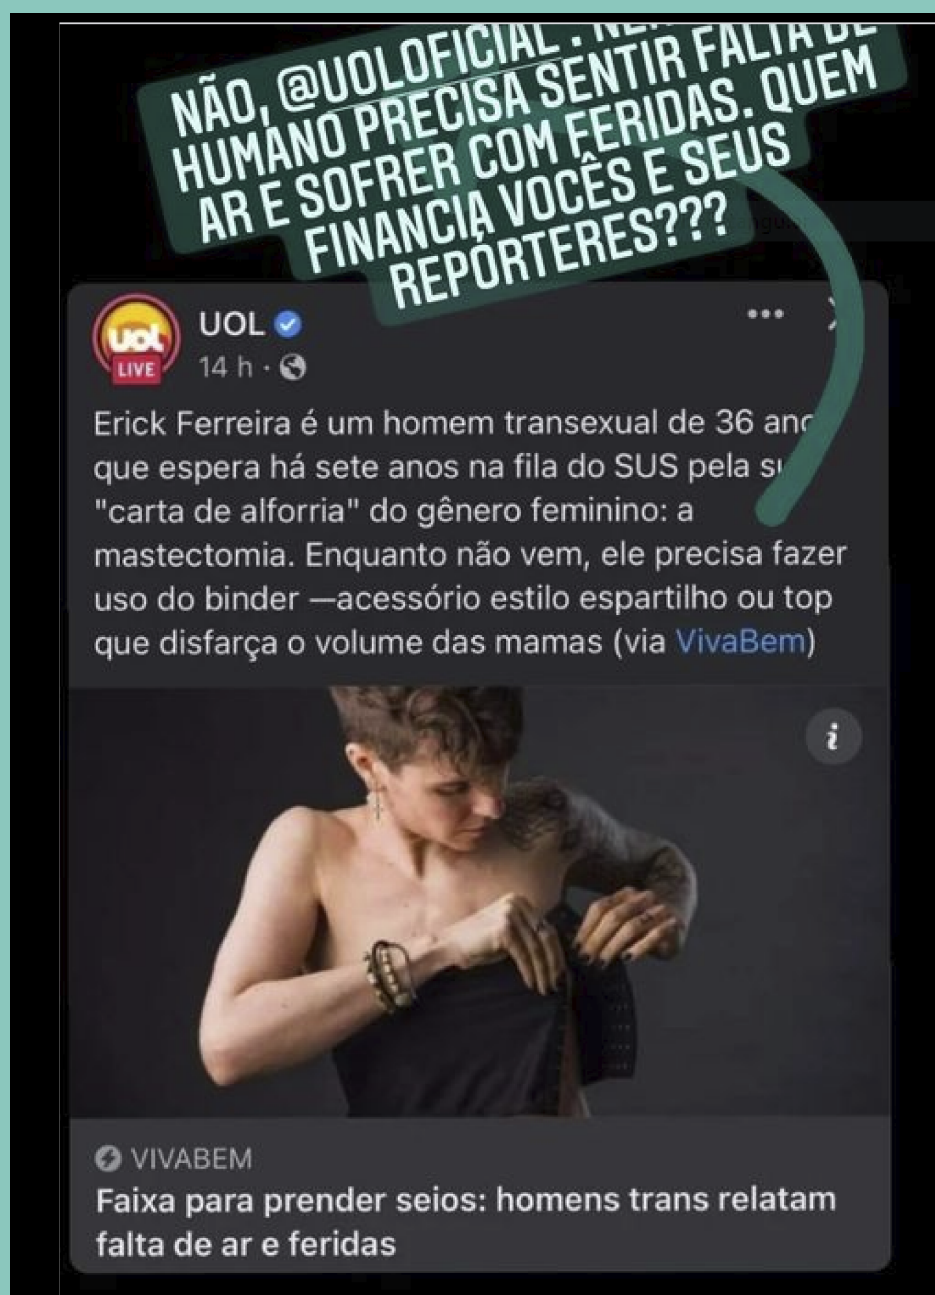 NÃO, @UOLOFICIAL .
HUMANO PRECISA SENTIR FALTA DE
AR E SOFRER COM FERIDAS. QUEM
FINANCIA VOCÊS E SEUS
REPÓRTERES???
uol
LIVE
UOL
14 h ·
Erick Ferreira é um homem transexual de 36
que espera há sete anos na fila do SUS pela
"carta de alforria" do gênero feminino: a
mastectomia. Enquanto não vem, ele precisa fazer
uso do binder —acessório estilo espartilho ou top
que disfarça o volume das mamas (via VivaBem)
VIVABEM
Faixa para prender seios: homens trans relatam
falta de ar e feridas